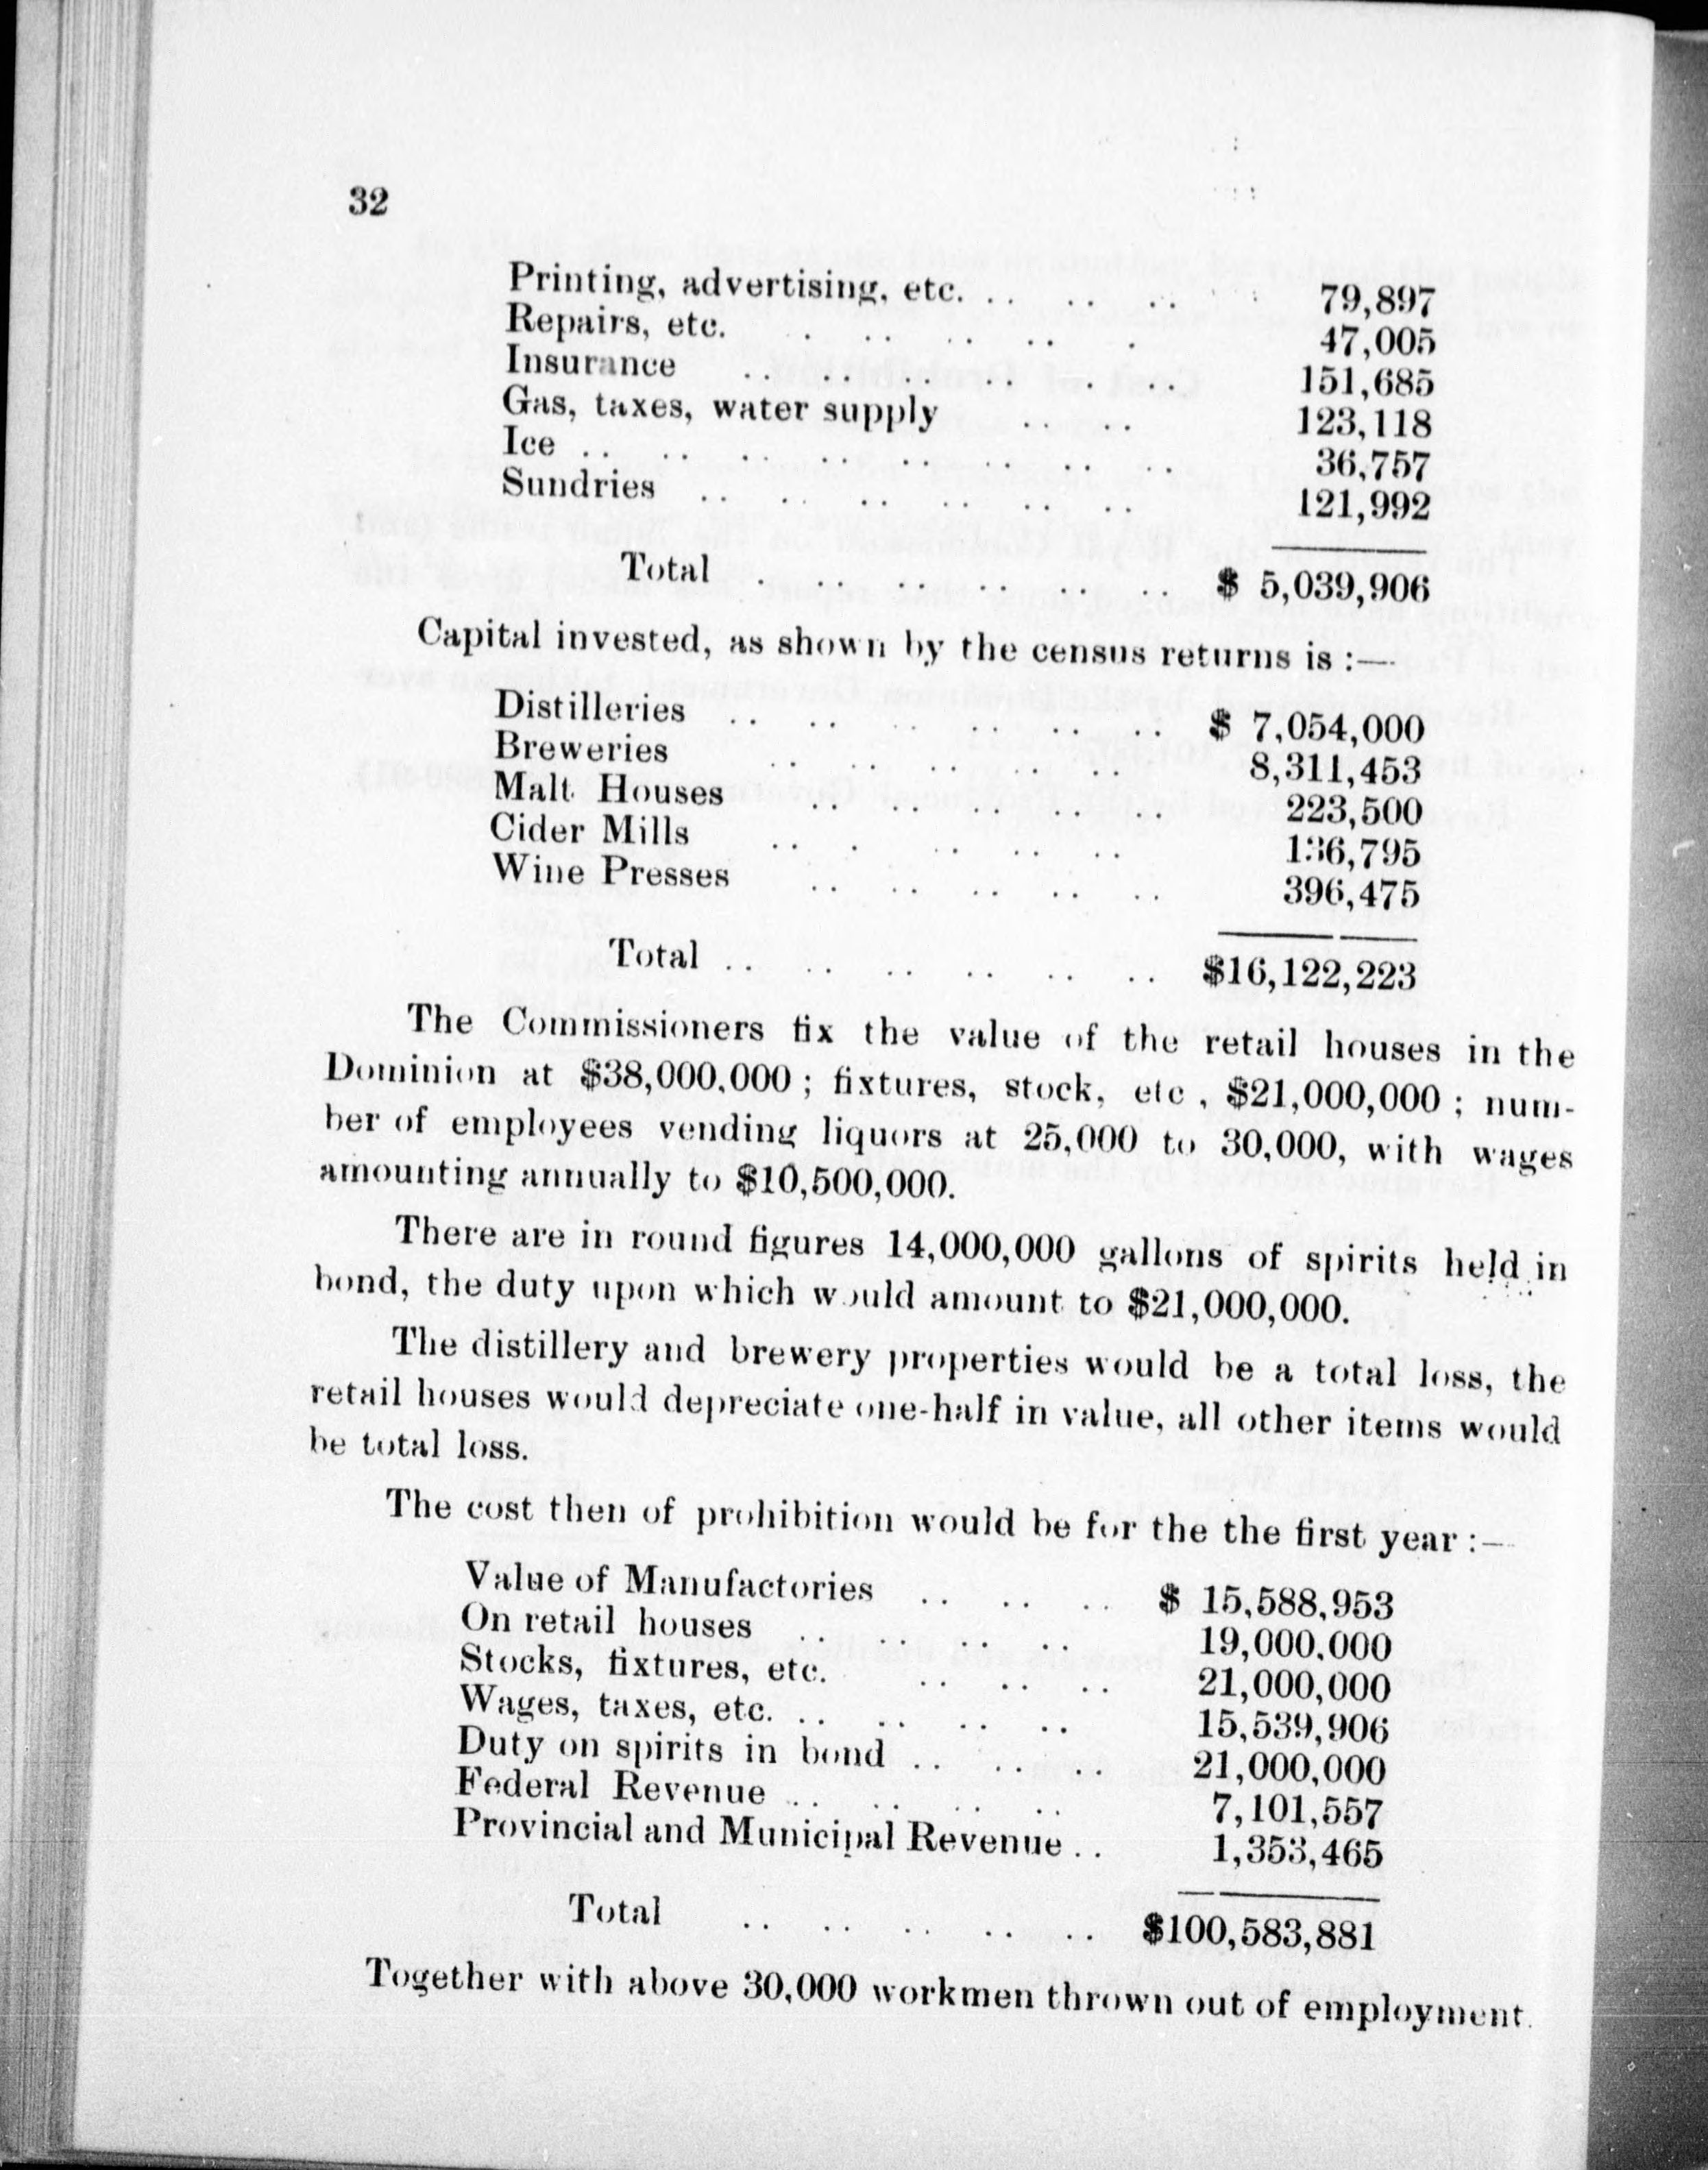 32
Printing, advertising, etc. . . . . . . 79,897
Repairs, etc. . . . . . . . . . . 47,005
Insurance . . . . . . . . . . . 151,685
Gas, taxes, water supply . . . . 123,118
Ice . . . . . . . . . . . . . . . . 36,757
Sundries . . . . . . . . . . . . 121,992
Total . . . . . . . . . . . $ 5,039,906
Capital invested, as shown by the census returns is :—
Distilleries . . . . . . . . . . . $ 7,054,000
Breweries . . . . . . . . . . 8,311,453
Malt Houses . . . . . . . . . . 223,500
Cider Mills . . . . . . . . . 136,795
Wine Presses . . . . . . . . . . 396,475
Total . . . . . . . . . . . . $16,122,223
The Commissioners fix the value of the retail houses in the
Dominion at $38,000,000 ; fixtures, stock, etc , $21,000,000 ; num-
ber of employees vending liquors at 25,000 to 30,000, with wages
amounting annually to $10,500,000.
There are in round figures 14,000,000 gallons of spirits held in
bond, the duty upon which would amount to $21,000,000.
The distillery and brewery properties would be a total loss, the
retail houses would depreciate one-half in value, all other items would
be total loss.
The cost then of prohibition would be for the the first year :—
Value of Manufactories . . . . . . $ 15,588,953
On retail houses . . . . . . . . 19,000,000
Stocks, fixtures, etc. . . . . . . 21,000,000
Wages, taxes, etc. . . . . . . . . 15,539,906
Duty on spirits in bond . . . . . . 21,000,000
Federal Revenue . . . . . . . . 7,101,557
Provincial and Municipal Revenue . . 1,353,465
Total . . . . . . . . . . $100,583,881
Together with above 30,000 workmen thrown out of employment.